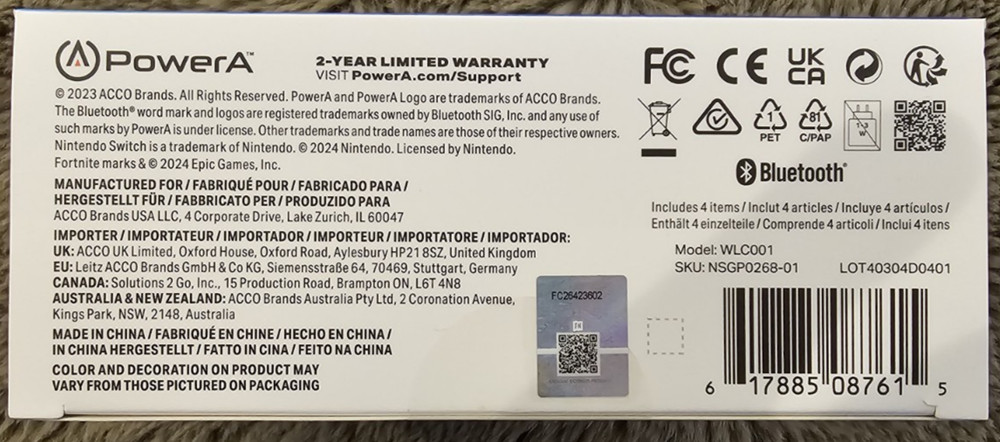 PowerA™
2-YEAR LIMITED WARRANTY
VISIT PowerA.com/Support
© 2023 ACCO Brands. All Rights Reserved. PowerA and PowerA Logo are trademarks of ACCO Brands.
The Bluetooth® word mark and logos are registered trademarks owned by Bluetooth SIG, Inc. and any use of
such marks by PowerA is under license. Other trademarks and trade names are those of their respective owners.
Nintendo Switch is a trademark of Nintendo. © 2024 Nintendo. Licensed by Nintendo.
Fortnite marks & © 2024 Epic Games, Inc.
MANUFACTURED FOR / FABRIQUÉ POUR / FABRICADO PARA /
HERGESTELLT FÜR / FABBRICATO PER / PRODUZIDO PARA
ACCO Brands USA LLC, 4 Corporate Drive, Lake Zurich, IL 60047
IMPORTER / IMPORTATEUR / IMPORTADOR / IMPORTEUR / IMPORTATORE / IMPORTADOR:
UK: ACCO UK Limited, Oxford House, Oxford Road, Aylesbury HP21 8SZ, United Kingdom
EU: Leitz ACCO Brands GmbH & Co KG, Siemensstraße 64, 70469, Stuttgart, Germany
CANADA: Solutions 2 Go, Inc., 15 Production Road, Brampton ON, L6T 4N8
AUSTRALIA & NEW ZEALAND: ACCO Brands Australia Pty Ltd, 2 Coronation Avenue,
Kings Park, NSW, 2148, Australia
MADE IN CHINA / FABRIQUÉ EN CHINE / HECHO EN CHINA /
IN CHINA HERGESTELLT / FATTO IN CINA / FEITO NA CHINA
COLOR AND DECORATION ON PRODUCT MAY
VARY FROM THOSE PICTURED ON PACKAGING
FC26423602
FC CE UK
CA
1
PET
81
C/PAP
W
Bluetooth®
Includes 4 items / Inclut 4 articles / Incluye 4 artículos /
Enthält 4 einzelteile / Comprende 4 articoli / Inclui 4 itens
Model: WLC001
SKU: NSGP0268-01 LOT40304D0401
6 17885 08761 5